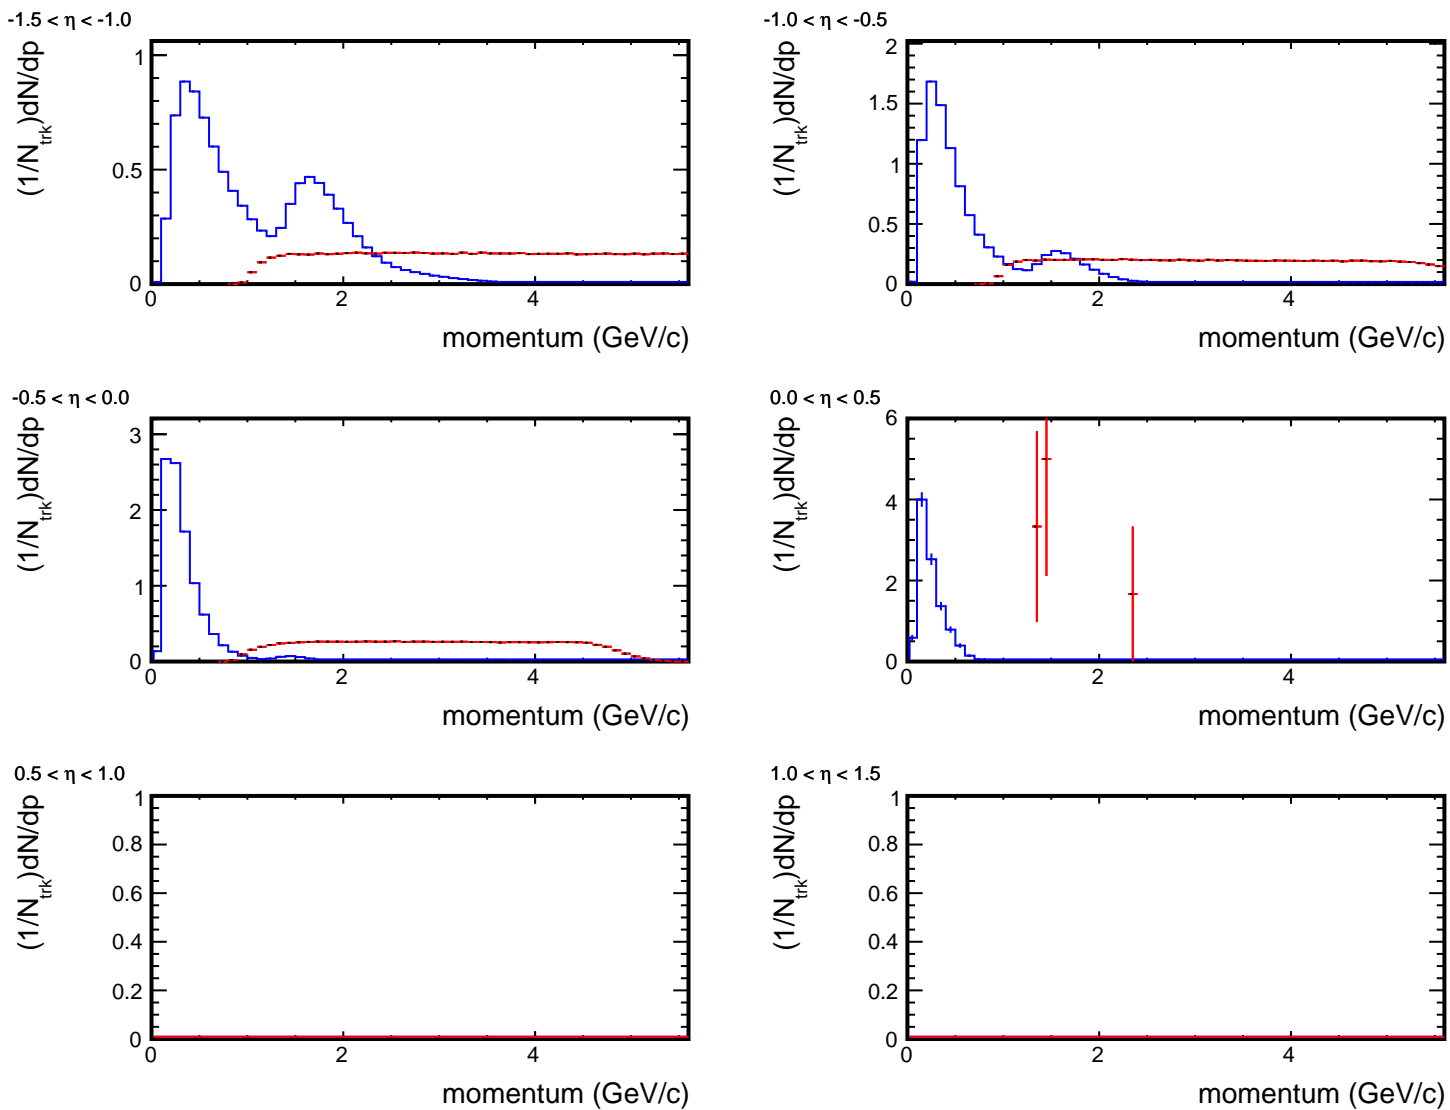 -1.5 < η < -1.0
(1/N_trk)dN/dp
1
0.5
0
0 2 4
momentum (GeV/c)
-1.0 < η < -0.5
(1/N_trk)dN/dp
2
1.5
1
0.5
0
0 2 4
momentum (GeV/c)
-0.5 < η < 0.0
(1/N_trk)dN/dp
3
2
1
0
0 2 4
momentum (GeV/c)
0.0 < η < 0.5
(1/N_trk)dN/dp
6
4
2
0
0 2 4
momentum (GeV/c)
0.5 < η < 1.0
(1/N_trk)dN/dp
1
0.8
0.6
0.4
0.2
0
0 2 4
momentum (GeV/c)
1.0 < η < 1.5
(1/N_trk)dN/dp
1
0.8
0.6
0.4
0.2
0
0 2 4
momentum (GeV/c)